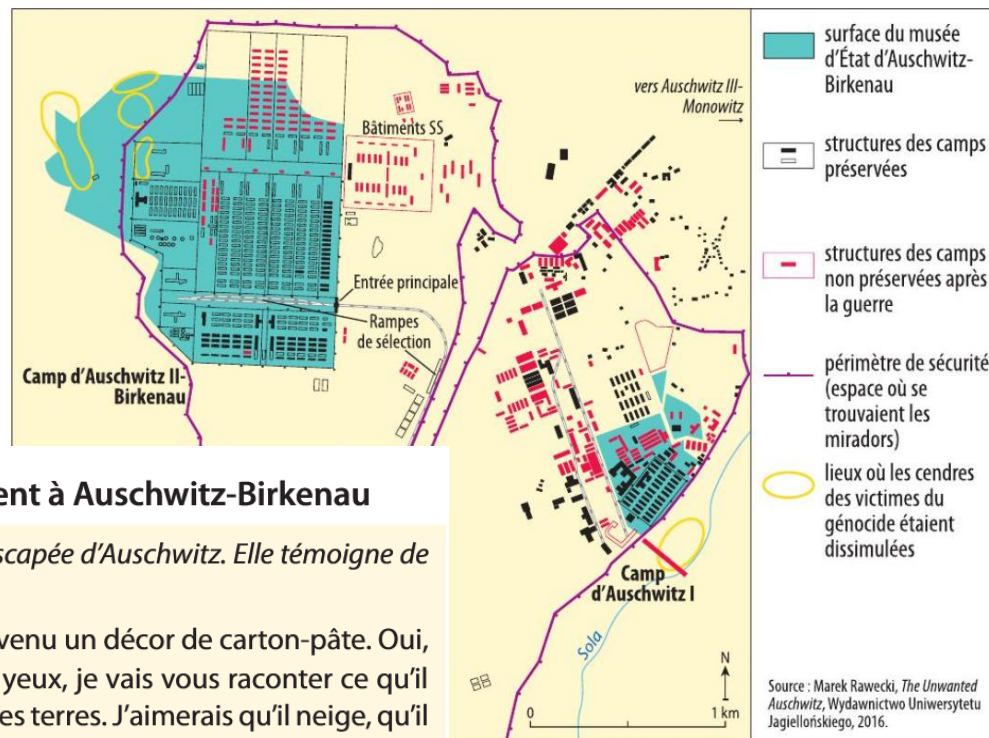 vers Auschwitz III-
Monowitz
Bâtiments SS
Entrée principale
Rampes
de sélection
Camp d'Auschwitz II-
Birkenau
Camp
d'Auschwitz I
Sola
N
0
1 km
surface du musée
d'État d'Auschwitz-
Birkenau
structures des camps
préservées
structures des camps
non préservées après
la guerre
périmètre de sécurité
(espace où se
trouvaient les
miradors)
lieux où les cendres
des victimes du
génocide étaient
dissimulées
Source : Marek Rawecki, The Unwanted
Auschwitz, Wydawnictwo Uniwersytetu
Jagiellońskiego, 2016.
ent à Auschwitz-Birkenau
scapée d'Auschwitz. Elle témoigne de
venu un décor de carton-pâte. Oui,
yeux, je vais vous raconter ce qu'il
es terres. J'aimerais qu'il neige, qu'il